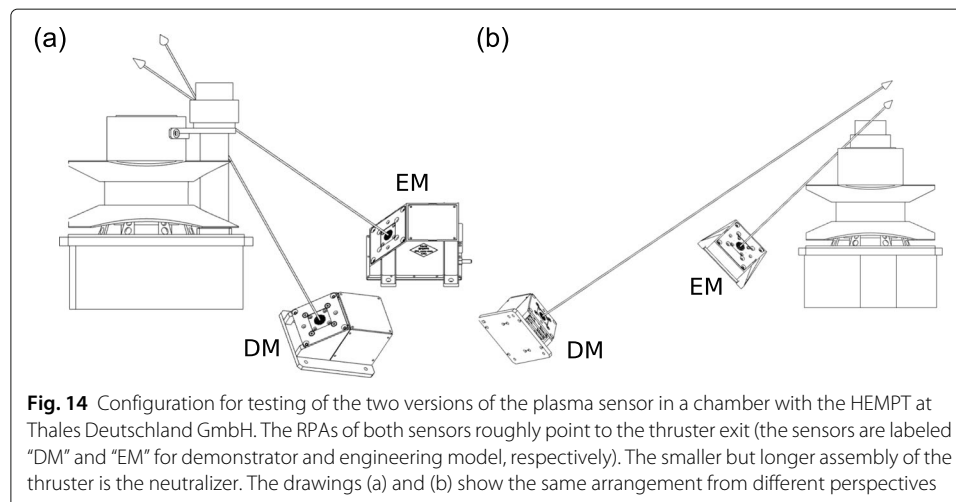 (a)
(b)
EM
DM
EM
DM
Fig. 14 Configuration for testing of the two versions of the plasma sensor in a chamber with the HEMPT at
Thales Deutschland GmbH. The RPAs of both sensors roughly point to the thruster exit (the sensors are labeled
“DM” and “EM” for demonstrator and engineering model, respectively). The smaller but longer assembly of the
thruster is the neutralizer. The drawings (a) and (b) show the same arrangement from different perspectives